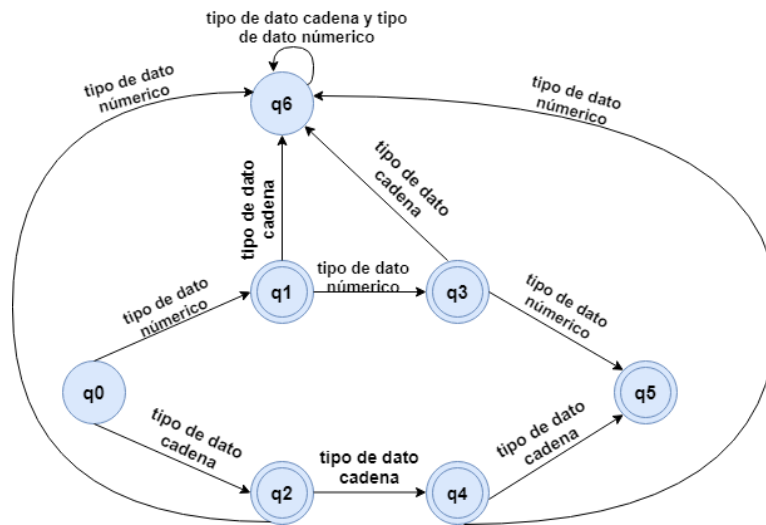 tipo de dato cadena y tipo
de dato númerico
tipo de dato
númerico
tipo de dato
númerico
q6
tipo de dato
cadena
tipo de dato
cadena
q1
tipo de dato
númerico
q3
tipo de dato
númerico
tipo de dato
númerico
q0
q5
tipo de dato
cadena
tipo de dato
cadena
tipo de dato
cadena
q2
q4